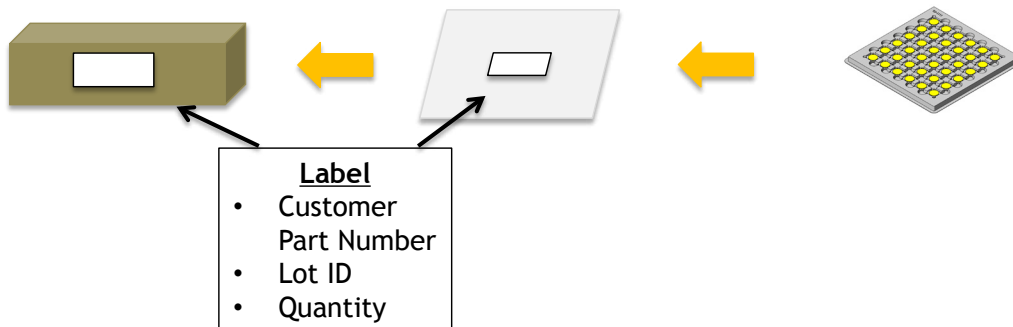 Label
• Customer
Part Number
• Lot ID
• Quantity